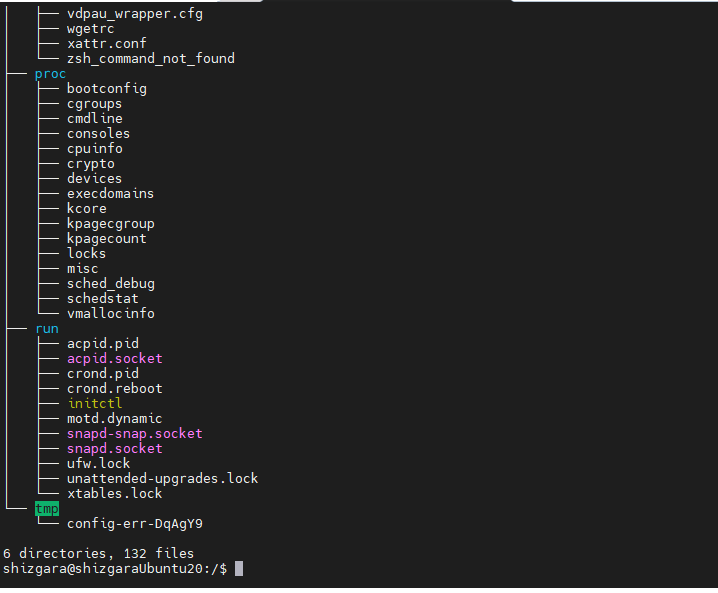 │   ├── vdpau_wrapper.cfg
│   ├── wgetrc
│   ├── xattr.conf
│   └── zsh_command_not_found
├── proc
│   ├── bootconfig
│   ├── cgroups
│   ├── cmdline
│   ├── consoles
│   ├── cpuinfo
│   ├── crypto
│   ├── devices
│   ├── execdomains
│   ├── kcore
│   ├── kpagecgroup
│   ├── kpagecount
│   ├── locks
│   ├── misc
│   ├── sched_debug
│   ├── schedstat
│   └── vmallocinfo
├── run
│   ├── acpid.pid
│   ├── acpid.socket
│   ├── crond.pid
│   ├── crond.reboot
│   ├── initctl
│   ├── motd.dynamic
│   ├── snapd-snap.socket
│   ├── snapd.socket
│   ├── ufw.lock
│   ├── unattended-upgrades.lock
│   └── xtables.lock
└── tmp
    └── config-err-DqAgY9
6 directories, 132 files
shizgara@shizgaraUbuntu20:/$